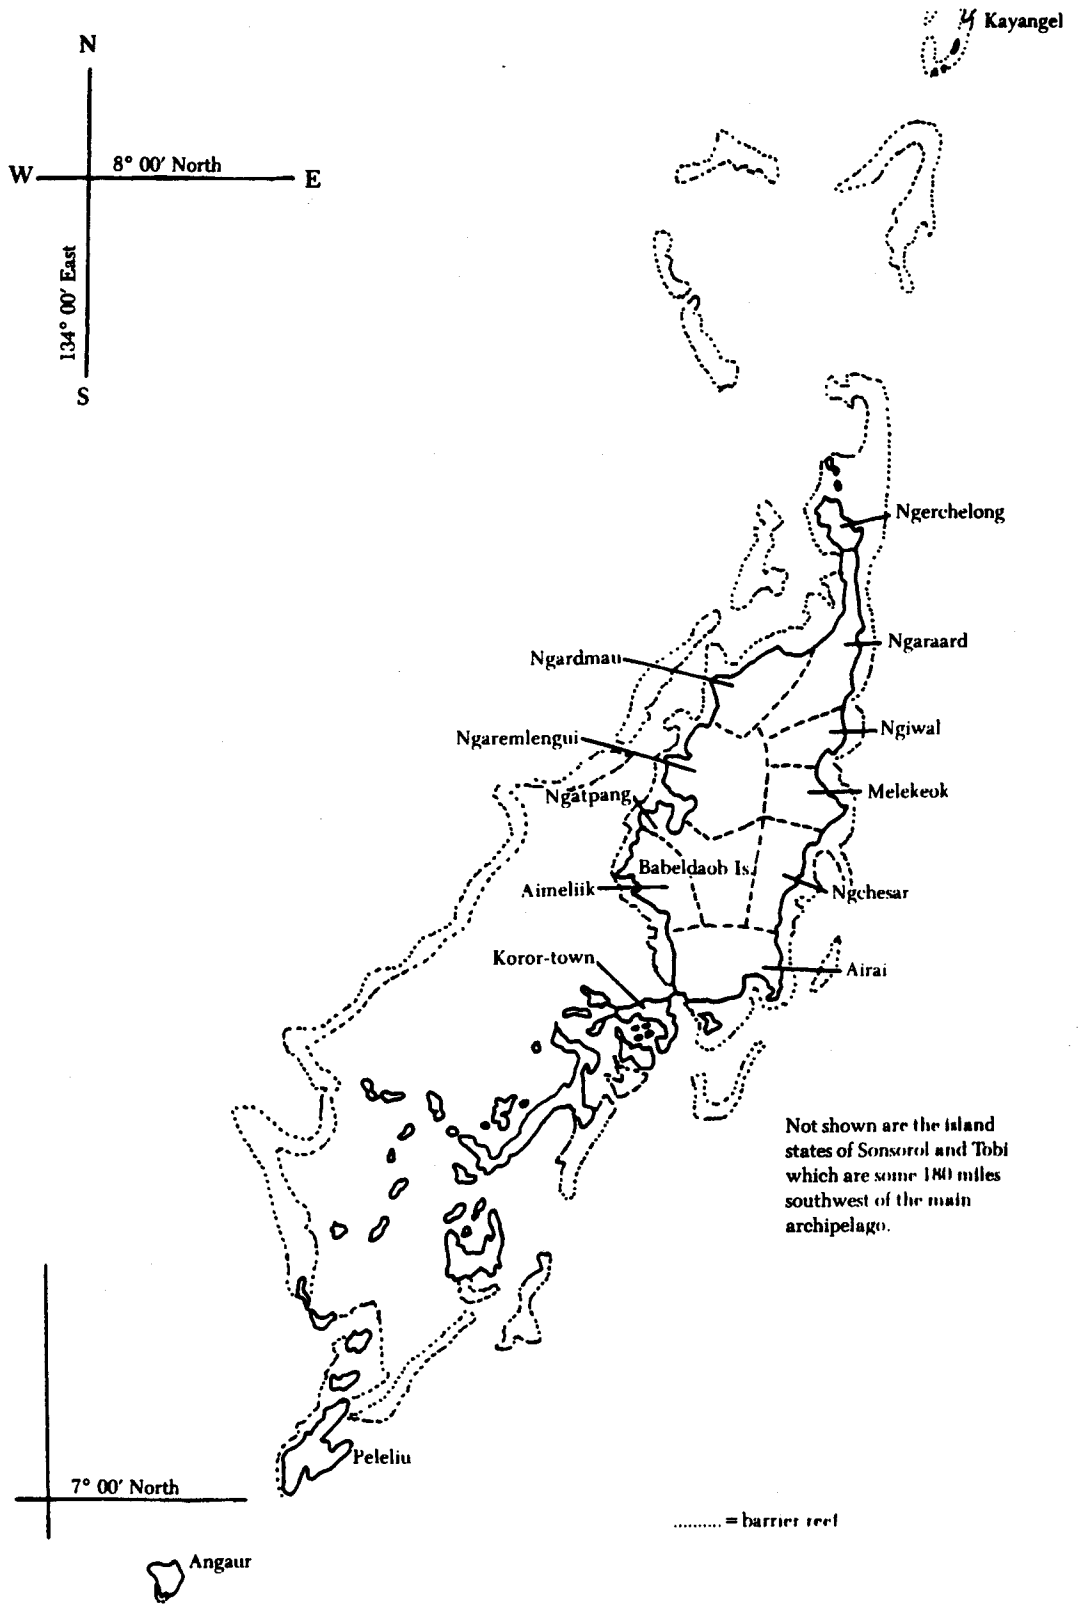 Kayangel
N
W
8° 00′ North
E
134° 00′ East
S
Ngerchelong
Ngaraard
Ngardmau
Ngiwal
Ngaremlengui
Melekeok
Ngatpang
Babeldaob Is.
Aimeliik
Ngchesar
Koror-town
Airai
Not shown are the island
states of Sonsorol and Tobi
which are some 180 miles
southwest of the main
archipelago.
Peleliu
7° 00′ North
.......... = barrier reef
Angaur